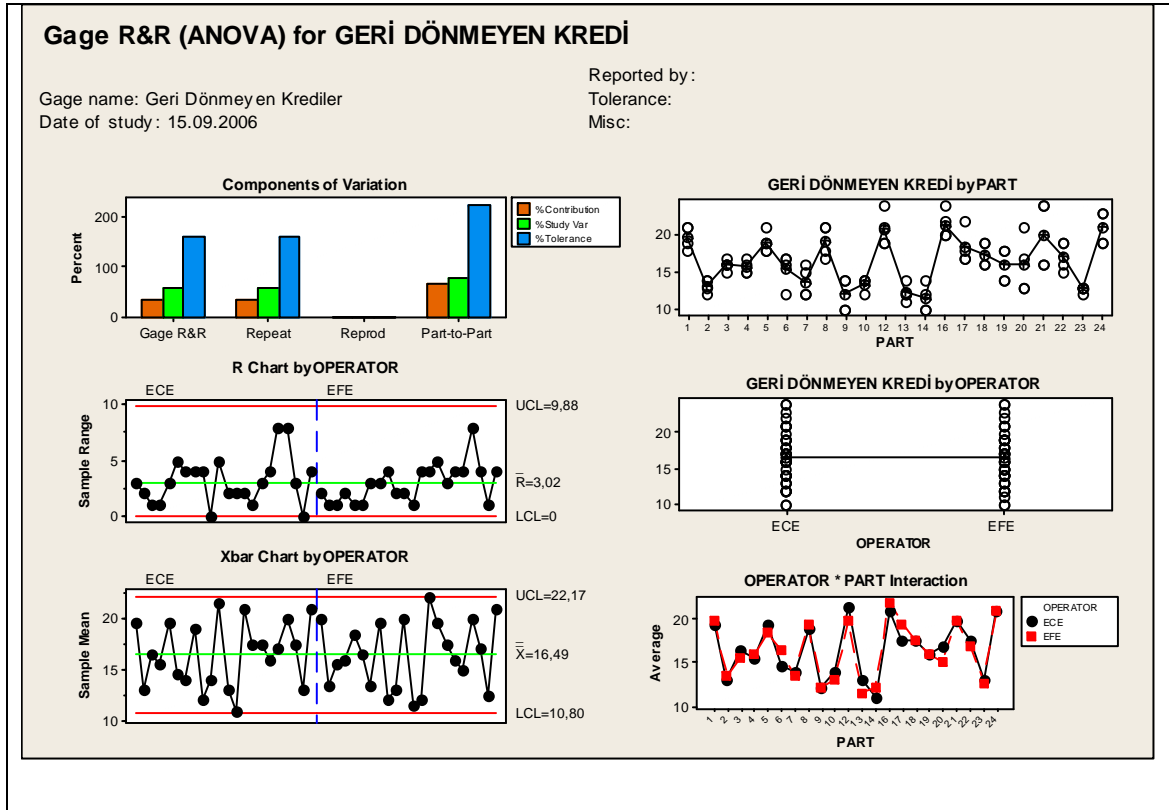 Gage R&R (ANOVA) for GERİ DÖNMEYEN KREDİ
Gage name: Geri Dönmeyen Krediler
Date of study: 15.09.2006
Reported by:
Tolerance:
Misc:
Components of Variation
Percent
200
100
0
Gage R&R Repeat Reprod Part-to-Part
%Contribution
%Study Var
%Tolerance
GERİ DÖNMEYEN KREDİ by PART
20
15
10
1 2 3 4 5 6 7 8 9 10 12 13 14 16 17 18 19 20 21 22 23 24
PART
R Chart by OPERATOR
ECE EFE
Sample Range
10
5
0
UCL=9,88
R=3,02
LCL=0
GERİ DÖNMEYEN KREDİ by OPERATOR
20
15
10
ECE EFE
OPERATOR
Xbar Chart by OPERATOR
ECE EFE
Sample Mean
20
15
10
UCL=22,17
X=16,49
LCL=10,80
OPERATOR * PART Interaction
Average
20
15
10
1 2 3 4 5 6 7 8 9 10 12 13 14 16 17 18 19 20 21 22 23 24
PART
OPERATOR
ECE
EFE